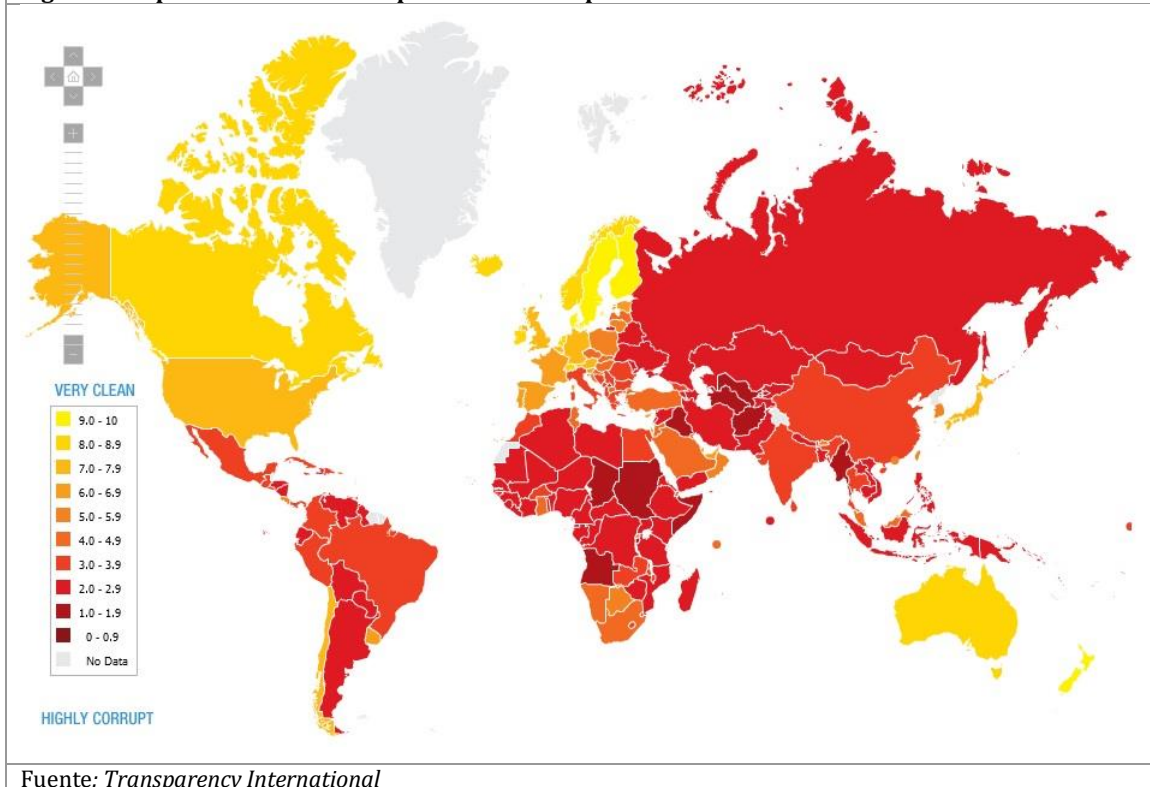 VERY CLEAN
9.0 - 10
8.0 - 8.9
7.0 - 7.9
6.0 - 6.9
5.0 - 5.9
4.0 - 4.9
3.0 - 3.9
2.0 - 2.9
1.0 - 1.9
0 - 0.9
No Data
HIGHLY CORRUPT
Fuente: Transparency International